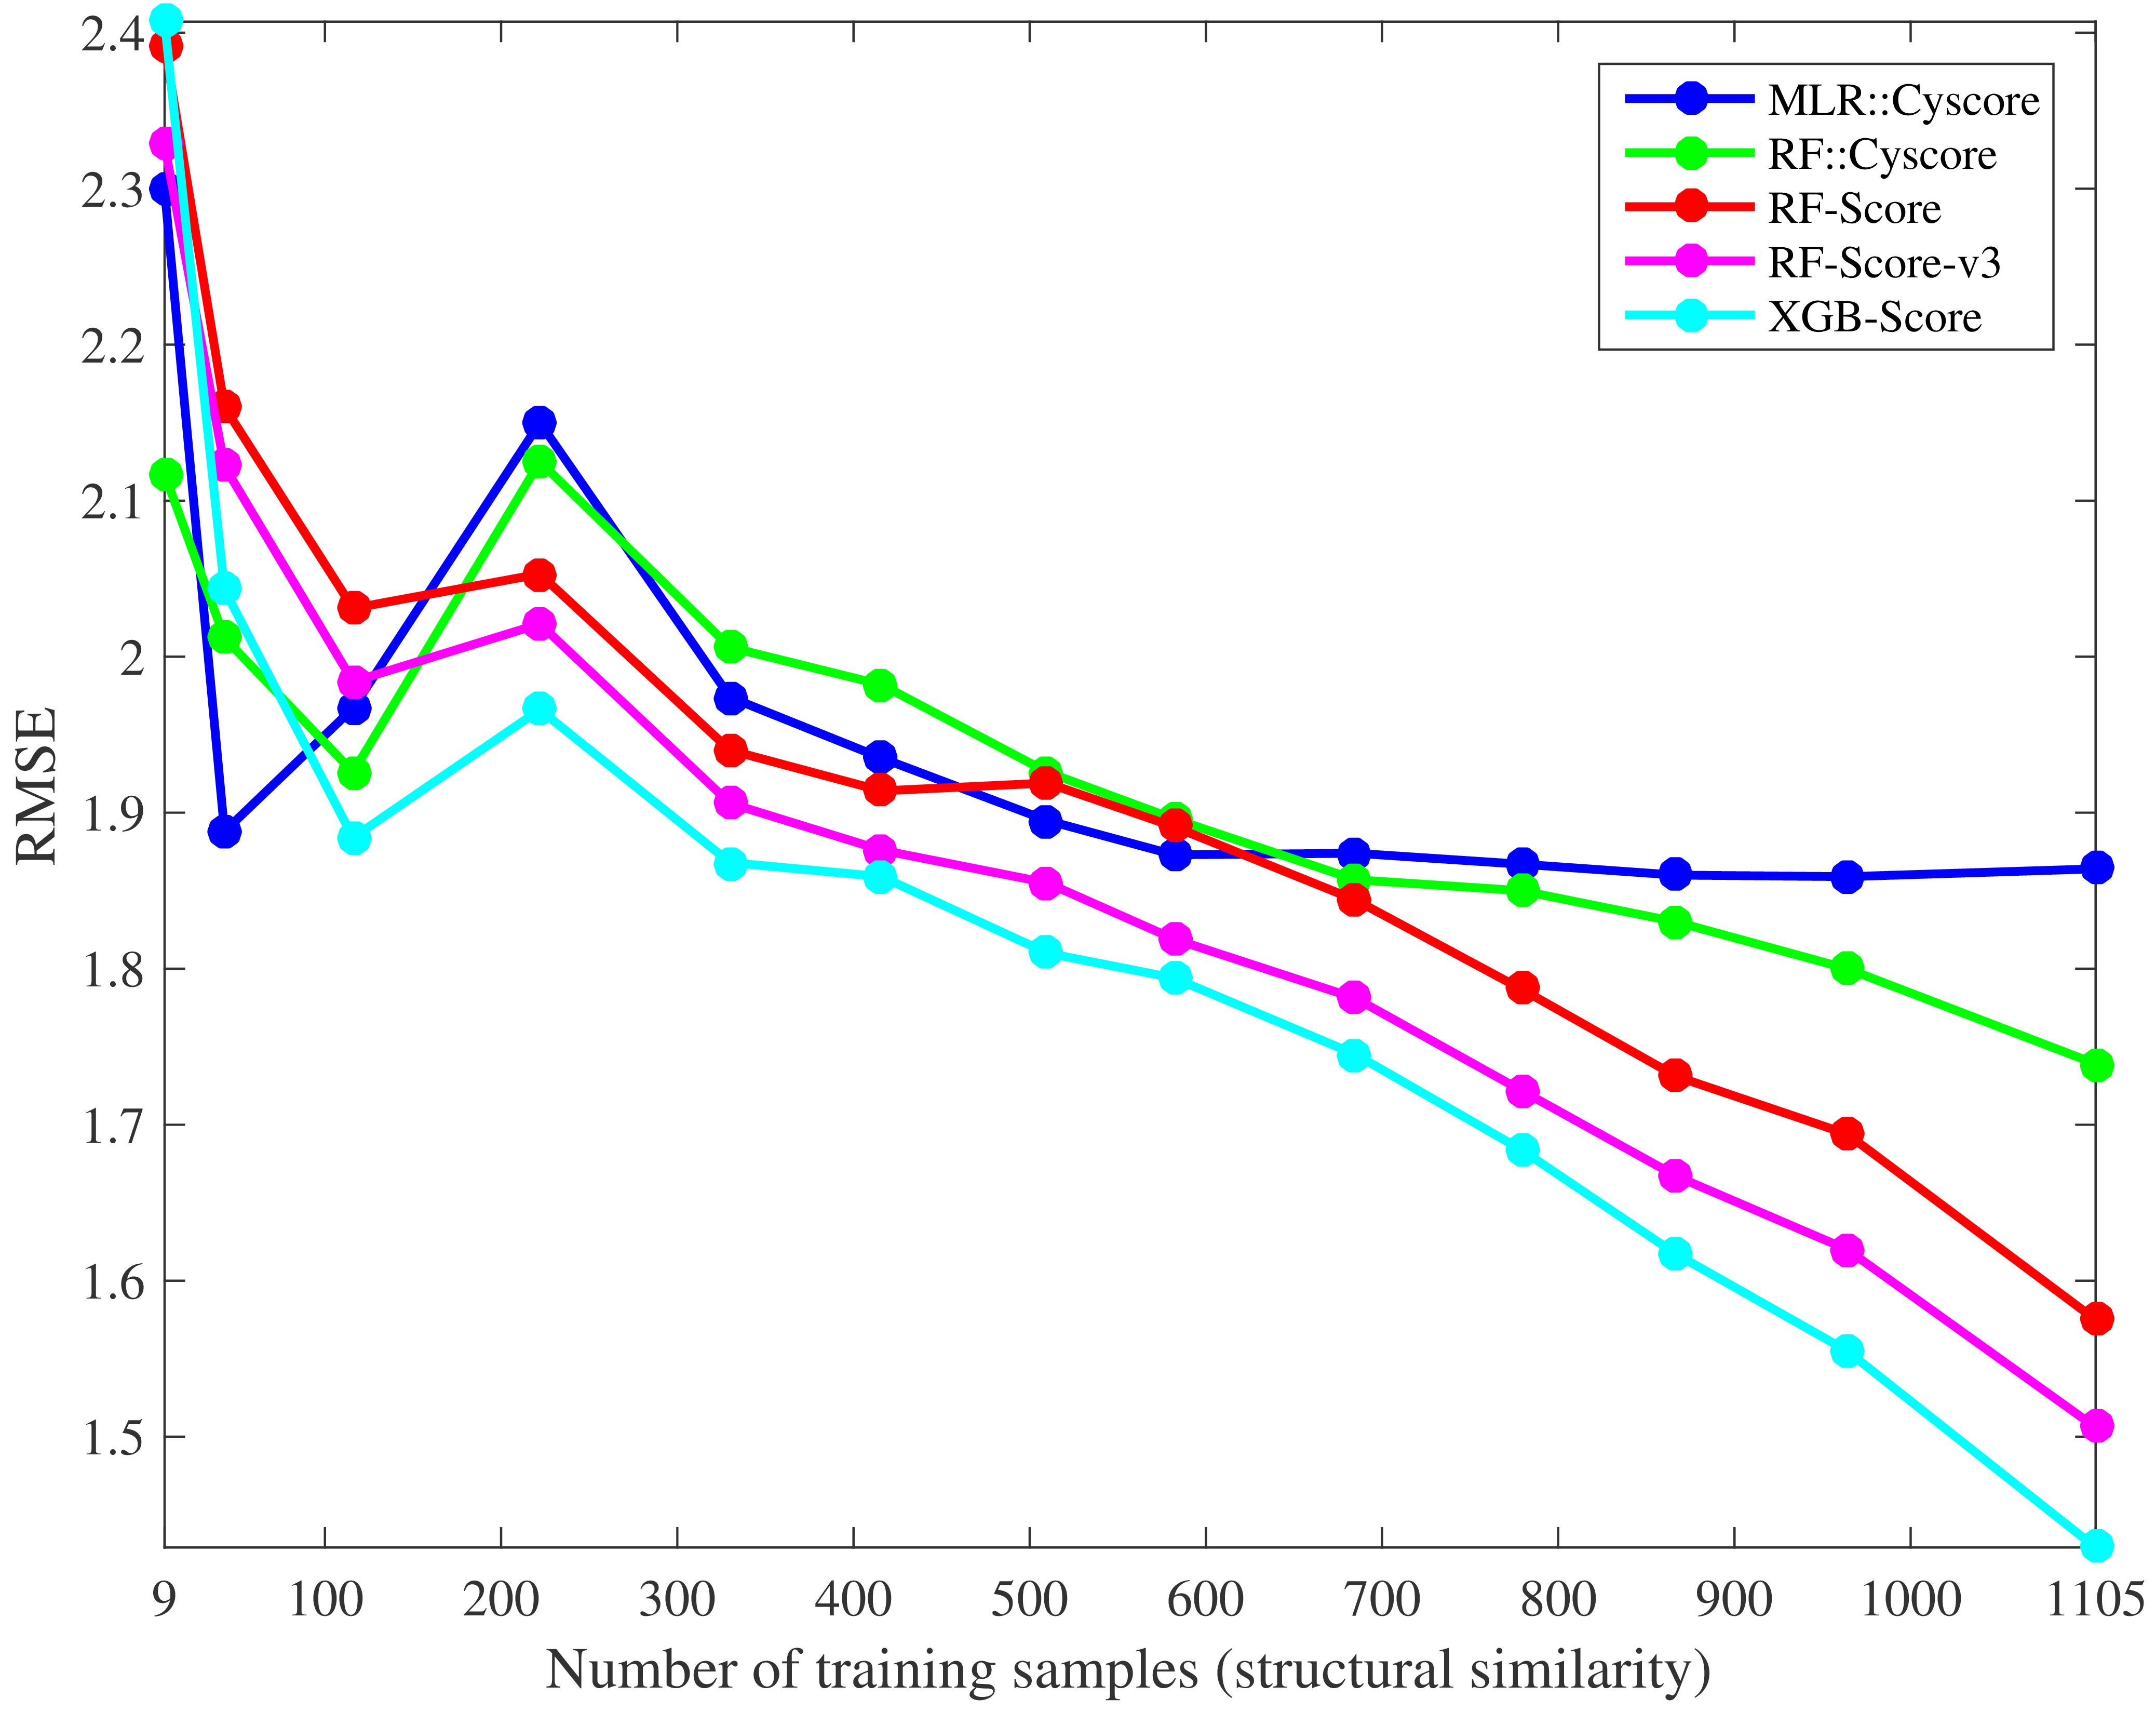 2.4
2.3
2.2
2.1
2
1.9
1.8
1.7
1.6
1.5
RMSE
MLR::Cyscore
RF::Cyscore
RF-Score
RF-Score-v3
XGB-Score
9 100 200 300 400 500 600 700 800 900 1000 1105
Number of training samples (structural similarity)